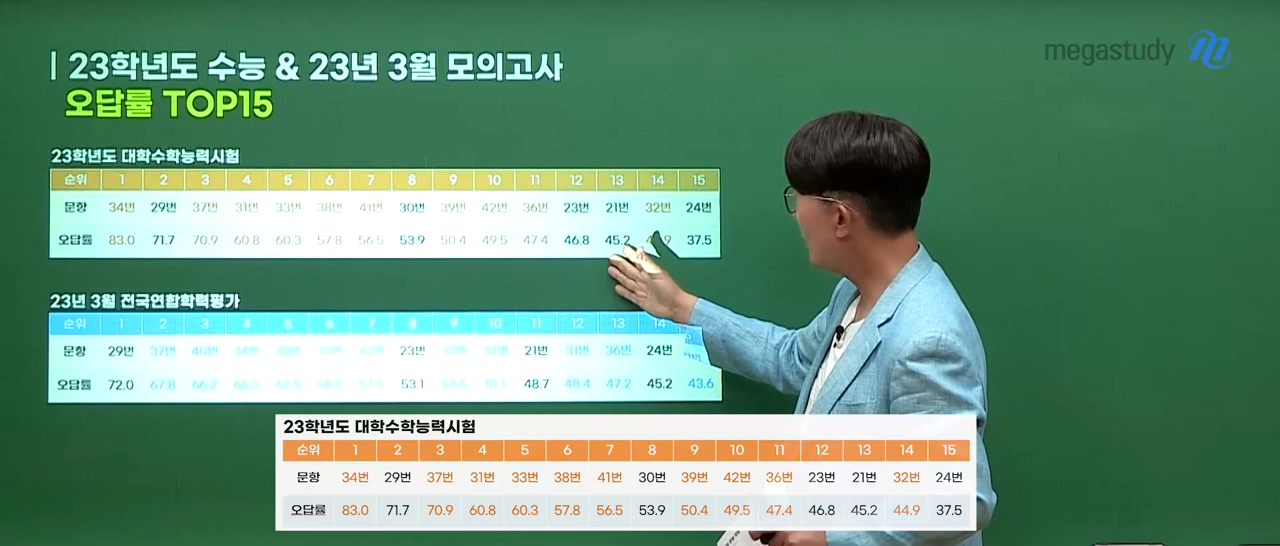 megastudy
23학년도 수능 & 23년 3월 모의고사
오답률 TOP15
23학년도 대학수학능력시험
순위 1 2 3 4 5 6 7 8 9 10 11 12 13 14 15
문항 34번 29번 37번 31번 33번 38번 41번 30번 39번 42번 36번 23번 21번 32번 24번
오답률 83.0 71.7 70.9 60.8 60.3 57.8 56.5 53.9 50.4 49.5 47.4 46.8 45.2 37.5
23년 3월 전국연합학력평가
순위 1 2 3 4 5 6 7 8 9 10 11 12 13 14
문항 29번 37번 40번 34번 23번 21번 31번 36번 24번
오답률 72.0 67.8 66.2 53.1 48.7 48.4 47.2 45.2 43.6
23학년도 대학수학능력시험
순위 1 2 3 4 5 6 7 8 9 10 11 12 13 14 15
문항 34번 29번 37번 31번 33번 38번 41번 30번 39번 42번 36번 23번 21번 32번 24번
오답률 83.0 71.7 70.9 60.8 60.3 57.8 56.5 53.9 50.4 49.5 47.4 46.8 45.2 44.9 37.5